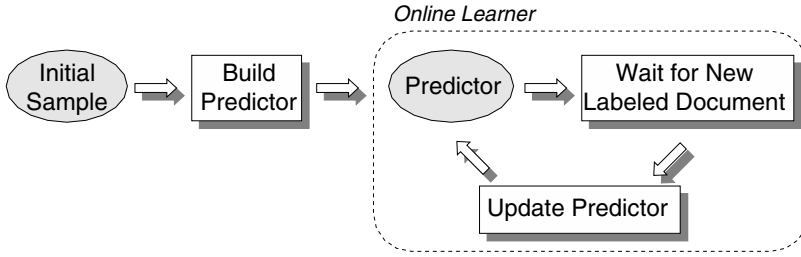 Online Learner
Initial
Sample
Build
Predictor
Predictor
Wait for New
Labeled Document
Update Predictor